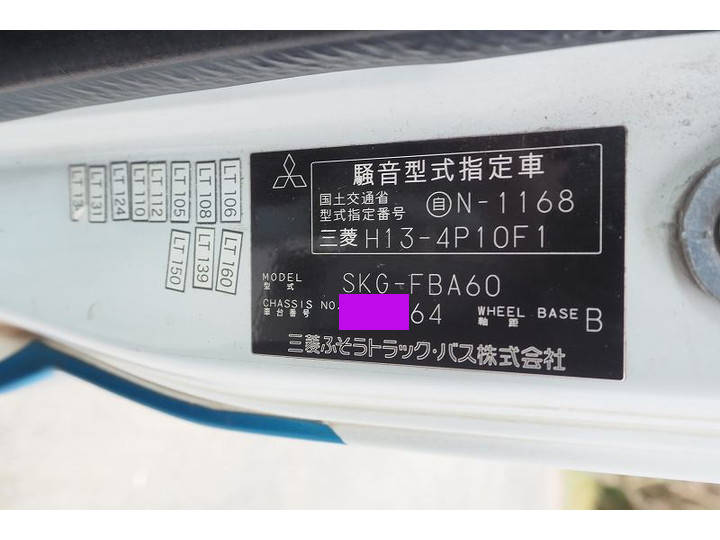 騒音型式指定車
国土交通省
型式指定番号
自N-1168
三菱 H13-4P10F1
MODEL
型式
SKG-FBA60
CHASSIS NO.
車台番号
64
WHEEL BASE
軸距
B
三菱ふそうトラック・バス株式会社
LT 131
LT 124
LT 110
LT 112
LT 105
LT 108
LT 106
LT 150
LT 139
LT 160